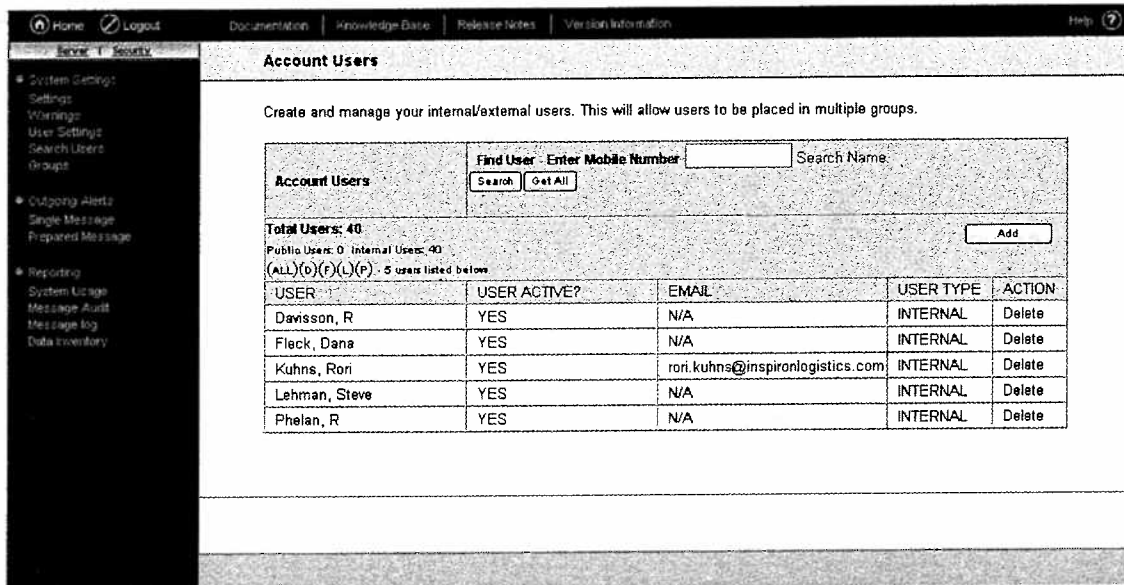 Home Logout Documentation Knowledge Base Release Notes Version Information Help ?
Server | Security
System Settings
Settings
Warnings
User Settings
Search Users
Groups
Outgoing Alerts
Single Message
Prepared Message
Reporting
System Usage
Message Audit
Message log
Data Inventory
Account Users
Create and manage your internal/external users. This will allow users to be placed in multiple groups.
Account Users
Find User - Enter Mobile Number Search Name
Search Get All
Total Users: 40
Add
Public Users: 0 Internal Users: 40
(ALL)(D)(F)(L)(P) - 5 users listed below
USER USER ACTIVE? EMAIL USER TYPE ACTION
Davisson, R YES N/A INTERNAL Delete
Fleck, Dana YES N/A INTERNAL Delete
Kuhns, Rori YES rori.kuhns@inspironlogistics.com INTERNAL Delete
Lehman, Steve YES N/A INTERNAL Delete
Phelan, R YES N/A INTERNAL Delete